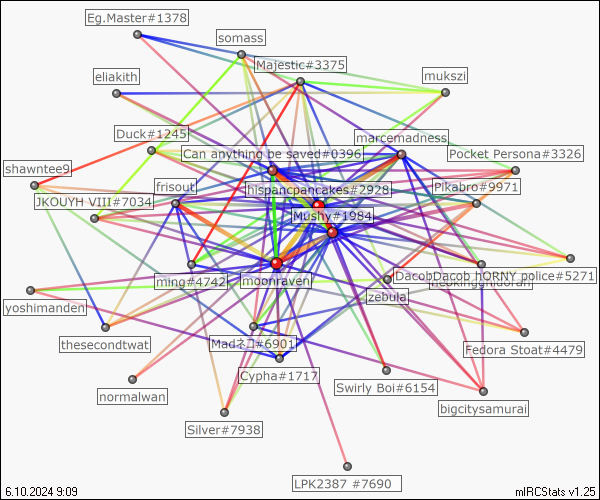 Eg.Master#1378
somass
Majestic#3375
eliakith
mukszi
Duck#1245
marcemadness
Can anything be saved#0396
Pocket Persona#3326
shawntee9
frisout
hispanicpancakes#2928
Pikabro#9971
JKOUYH VIII#7034
Mushy#1984
DacobDacob hORNY police#5271
ming#4742
moonraven
zebula
yoshimanden
thesecondtwat
Madネコ#6901
Fedora Stoat#4479
Cypha#1717
Swirly Boi#6154
normalwan
bigcitysamurai
Silver#7938
LPK2387 #7690
6.10.2024 9:09
mIRCStats v1.25